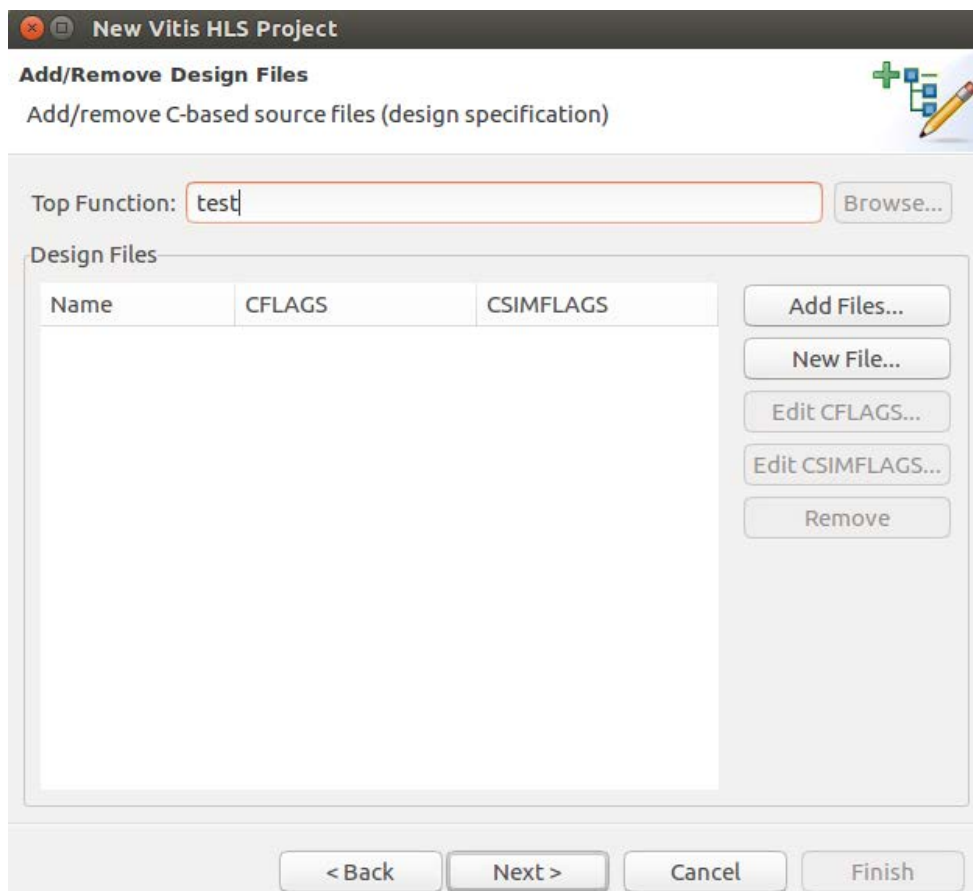 New Vitis HLS Project
Add/Remove Design Files
Add/remove C-based source files (design specification)
Top Function: test Browse...
Design Files
Name CFLAGS CSIMFLAGS
Add Files...
New File...
Edit CFLAGS...
Edit CSIMFLAGS...
Remove
< Back Next > Cancel Finish